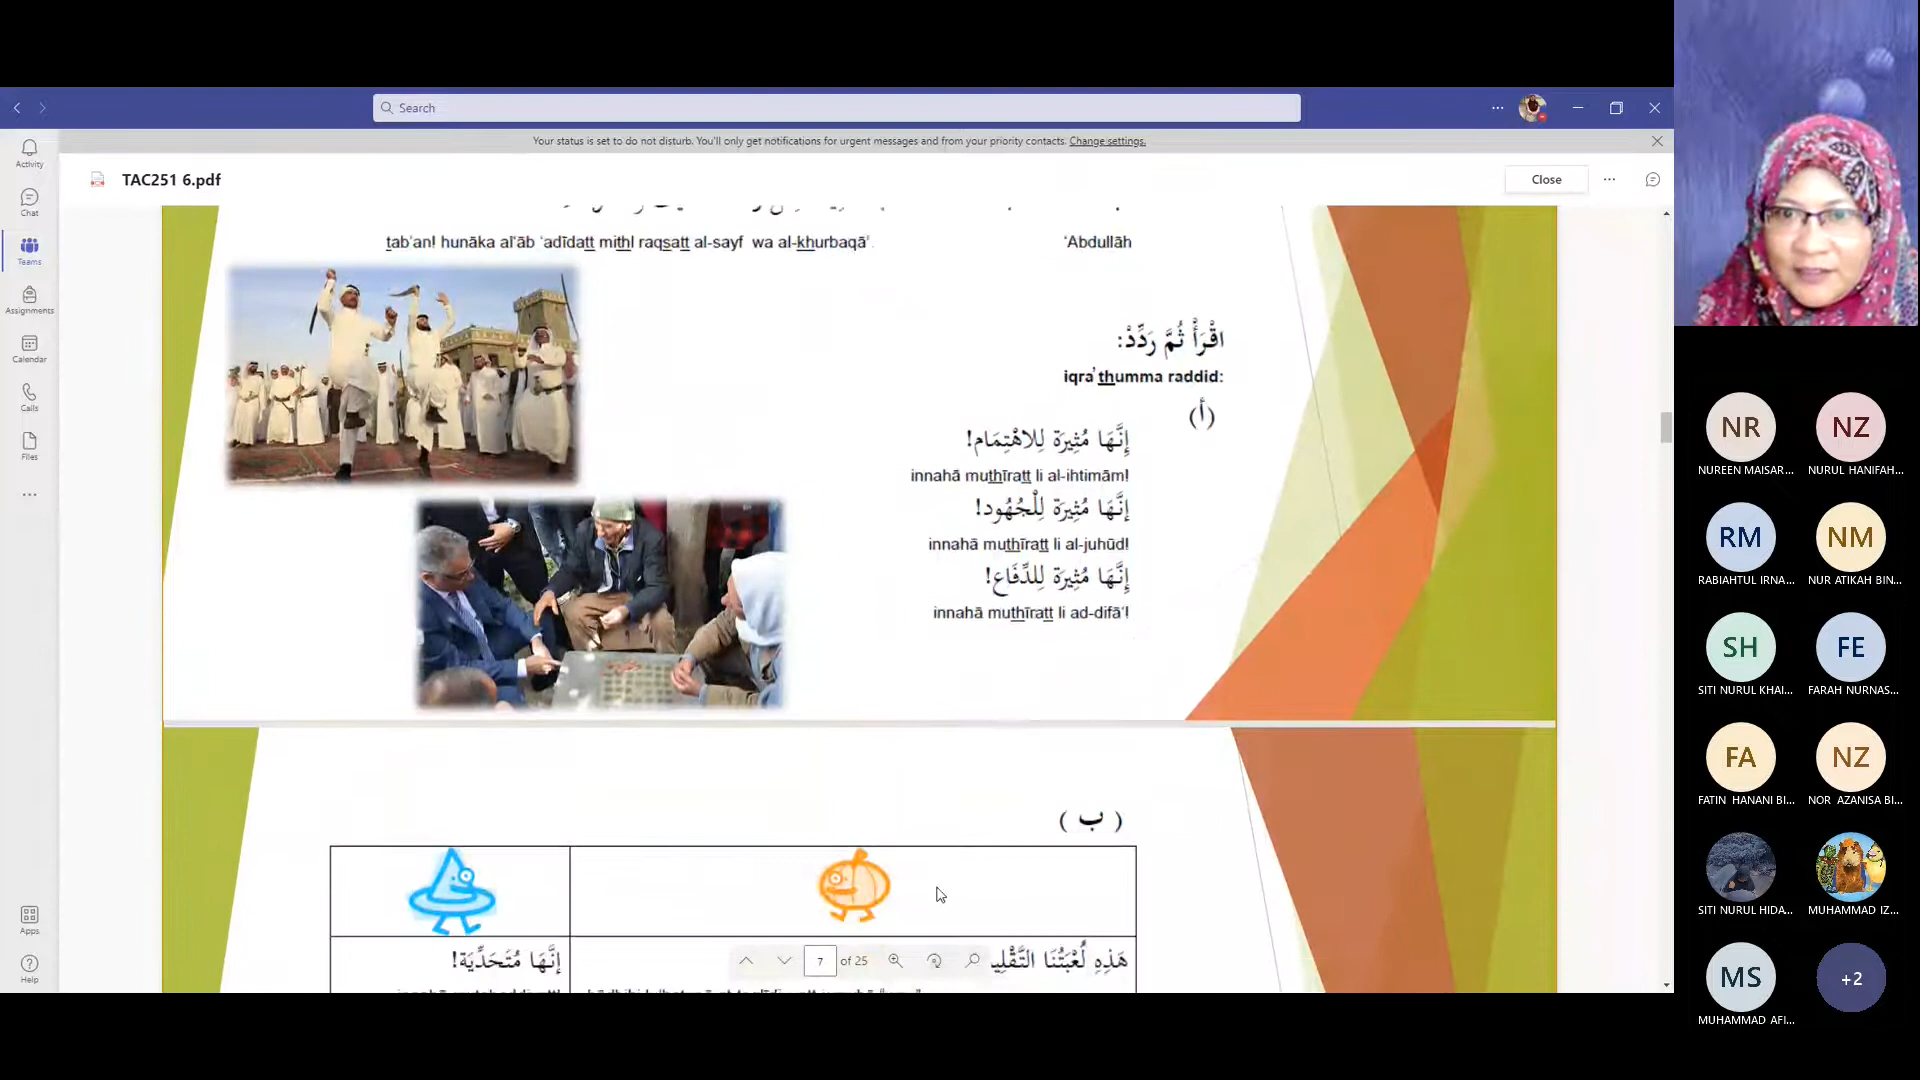 Search
Your status is set to do not disturb. You'll only get notifications for urgent messages and from your priority contacts. Change settings.
Activity
Chat
Teams
Assignments
Calendar
Calls
Files
Apps
Help
TAC251 6.pdf
Close
ṭab'an! hunāka al'āb 'adīdatt mithl raqsatt al-sayf wa al-khurbaqā'.
'Abdullāh
اقْرَأْ ثُمَّ رَدِّدْ:
iqra' thumma raddid:
(أ)
إِنَّهَا مُثِيرَة لِلاهْتِمَام!
innahā muthīratt li al-ihtimām!
إِنَّهَا مُثِيرَة لِلْجُهُود!
innahā muthīratt li al-juhūd!
إِنَّهَا مُثِيرَة لِلدِّفَاع!
innahā muthīratt li ad-difā'!
( ب )
هَذِهِ لُعْبَتُنَا
إِنَّهَا مُتَحَدِّيَة!
7 of 25
NR
NUREEN MAISAR...
NZ
NURUL HANIFAH...
RM
RABIAHTUL IRNA...
NM
NUR ATIKAH BIN...
SH
SITI NURUL KHAI...
FE
FARAH NURNAS...
FA
FATIN HANANI BI...
NZ
NOR AZANISA BI...
SITI NURUL HIDA...
MUHAMMAD IZ...
MS
MUHAMMAD AFI...
+2